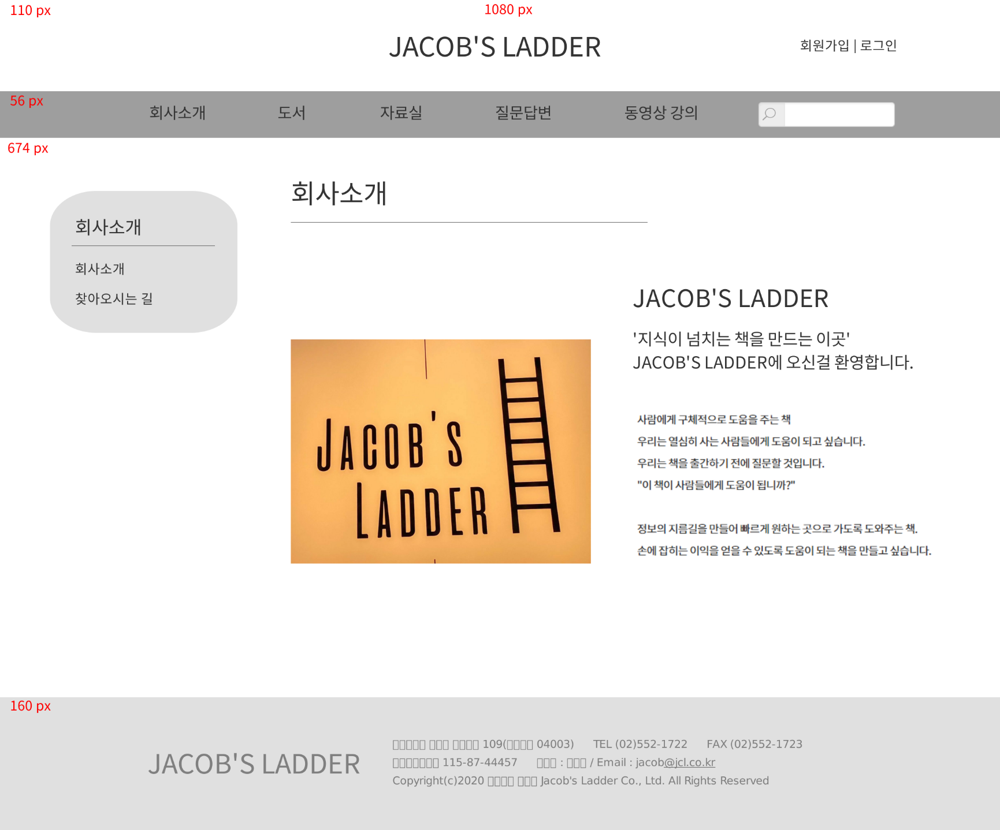 110 px
1080 px
JACOB'S LADDER
회원가입 | 로그인
56 px
회사소개 도서 자료실 질문답변 동영상 강의
674 px
회사소개
회사소개
회사소개
찾아오시는 길
JACOB'S LADDER
'지식이 넘치는 책을 만드는 이곳'
JACOB'S LADDER에 오신걸 환영합니다.
JACOB'S
LADDER
사람에게 구체적으로 도움을 주는 책
우리는 열심히 사는 사람들에게 도움이 되고 싶습니다.
우리는 책을 출간하기 전에 질문할 것입니다.
"이 책이 사람들에게 도움이 됩니까?"
정보의 지름길을 만들어 빠르게 원하는 곳으로 가도록 도와주는 책.
손에 잡히는 이익을 얻을 수 있도록 도움이 되는 책을 만들고 싶습니다.
160 px
JACOB'S LADDER
109( 04003) TEL (02)552-1722 FAX (02)552-1723
115-87-44457 : / Email : jacob@jcl.co.kr
Copyright(c)2020 Jacob's Ladder Co., Ltd. All Rights Reserved